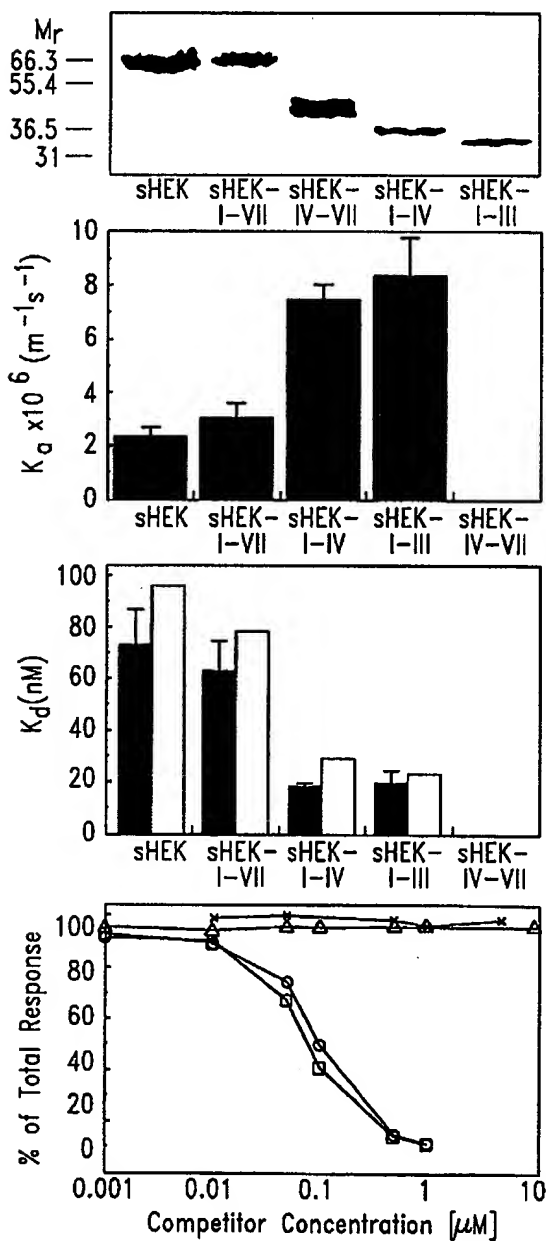 Mr
66.3
55.4
36.5
31
sHEK sHEK- sHEK- sHEK- sHEK-
I-VII IV-VII I-IV I-III
Ka x10 6 (m-1s-1)
10
8
6
4
2
0
sHEK sHEK- sHEK- sHEK- sHEK-
I-VII I-IV I-III IV-VII
Kd(nM)
100
80
60
40
20
0
sHEK sHEK- sHEK- sHEK- sHEK-
I-VII I-IV I-III IV-VII
% of Total Response
100
80
60
40
20
0
0.001 0.01 0.1 1 10
Competitor Concentration [μM]